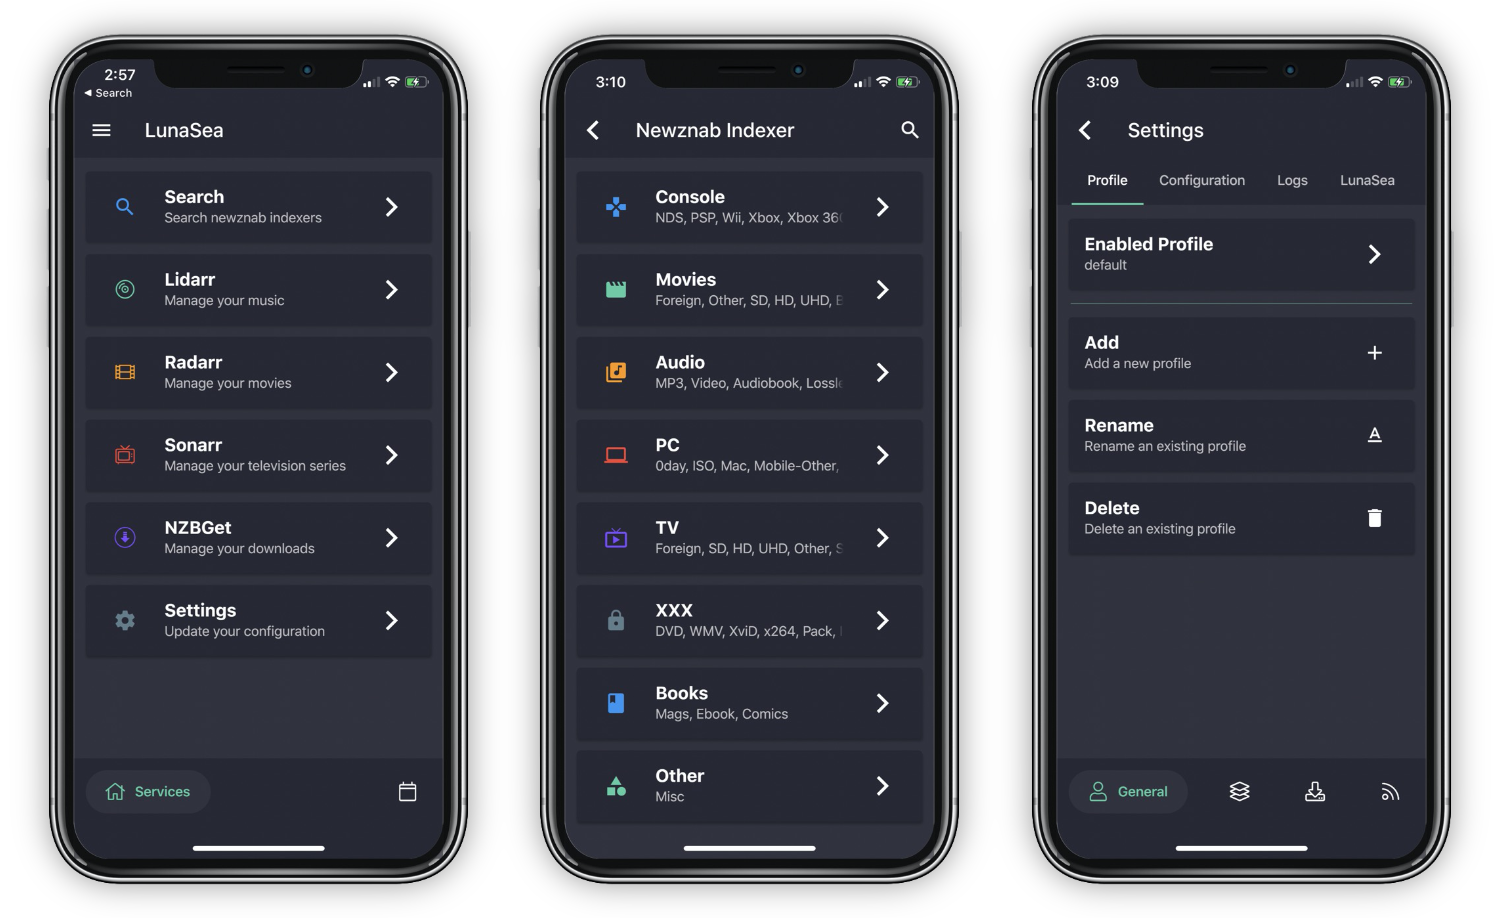 2:57
Search
LunaSea
Search
Search newznab indexers
Lidarr
Manage your music
Radarr
Manage your movies
Sonarr
Manage your television series
NZBGet
Manage your downloads
Settings
Update your configuration
Services
3:10
Newznab Indexer
Console
NDS, PSP, Wii, Xbox, Xbox 36
Movies
Foreign, Other, SD, HD, UHD,
Audio
MP3, Video, Audiobook, Lossl
PC
0day, ISO, Mac, Mobile-Other,
TV
Foreign, SD, HD, UHD, Other,
XXX
DVD, WMV, XviD, x264, Pack,
Books
Mags, Ebook, Comics
Other
Misc
3:09
Settings
Profile Configuration Logs LunaSea
Enabled Profile
default
Add
Add a new profile
Rename
Rename an existing profile
Delete
Delete an existing profile
General